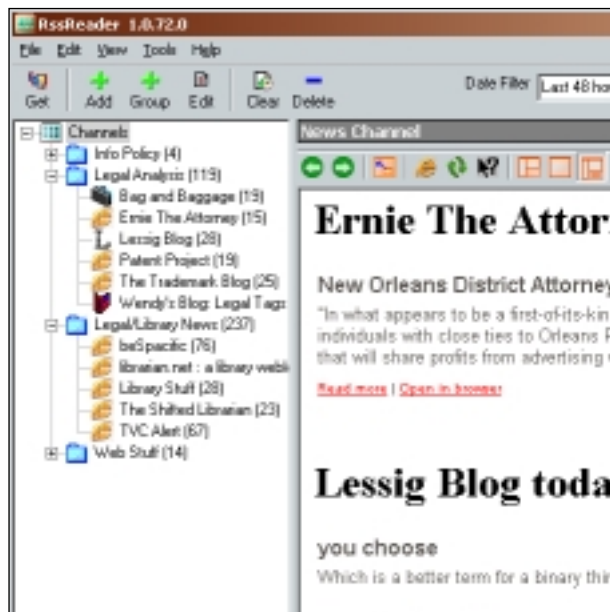 RssReader 1.0.72.0
File Edit View Tools Help
Get Add Group Edit Clear Delete Date Filter Last 48 ho
Channels
Info Policy (4)
Legal Analysis (119)
Bag and Baggage (19)
Ernie The Attorney (15)
Lessig Blog (28)
Patent Project (19)
The Trademark Blog (25)
Wendy's Blog: Legal Tags
Legal/Library News (237)
beSpacific (76)
librarian.net : a library webl
Library Stuff (28)
The Shifted Librarian (23)
TVC Alert (67)
Web Stuff (14)
News Channel
Ernie The Attor
New Orleans District Attorney
"In what appears to be a first-of-its-kin
individuals with close ties to Orleans P
that will share profits from advertising
Read more | Open in browser
Lessig Blog toda
you choose
Which is a better term for a binary thin